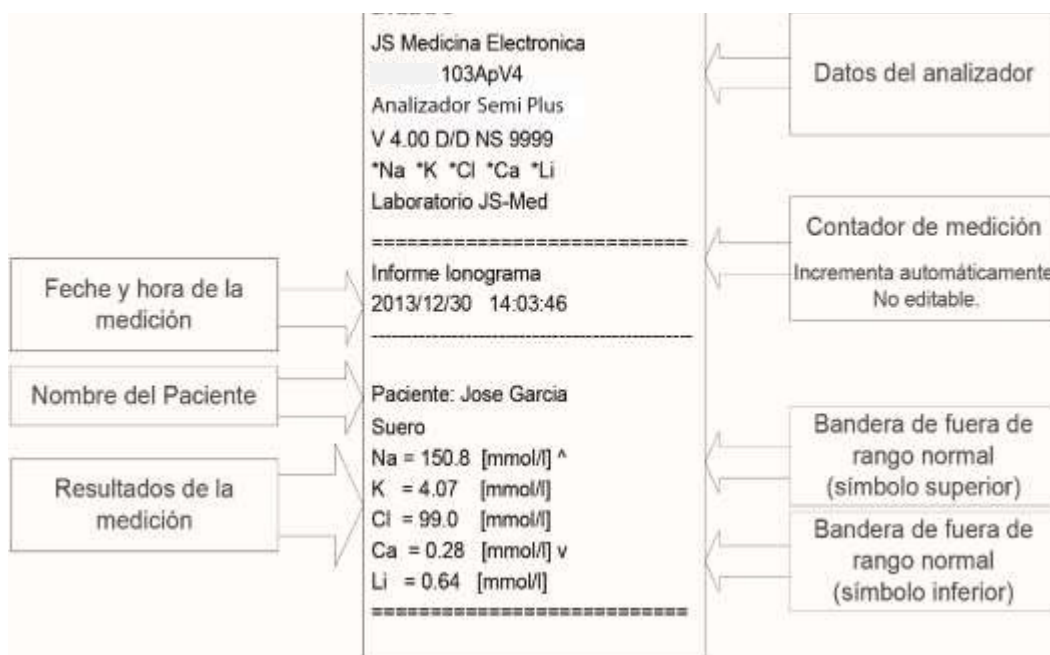 JS Medicina Electronica
103ApV4
Analizador Semi Plus
V 4.00 D/D NS 9999
*Na *K *Cl *Ca *Li
Laboratorio JS-Med
===========================
Informe Ionograma
2013/12/30 14:03:46
---------------------------------------------
Paciente: Jose Garcia
Suero
Na = 150.8 [mmol/l] ^
K = 4.07 [mmol/l]
Cl = 99.0 [mmol/l]
Ca = 0.28 [mmol/l] v
Li = 0.64 [mmol/l]
===========================
Feche y hora de la
medición
Nombre del Paciente
Resultados de la
medición
Datos del analizador
Contador de medición
Incrementa automáticamente
No editable.
Bandera de fuera de
rango normal
(símbolo superior)
Bandera de fuera de
rango normal
(símbolo inferior)